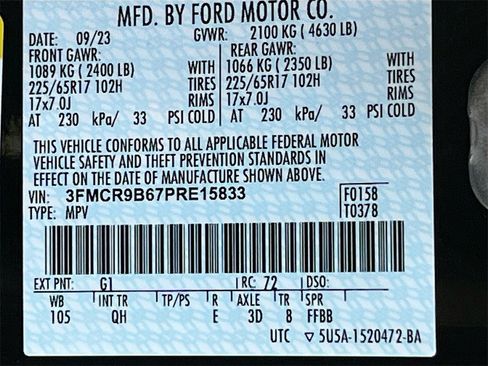 MFD. BY FORD MOTOR CO.
DATE: 09/23 GVWR: 2100 KG ( 4630 LB)
FRONT GAWR: REAR GAWR:
1089 KG ( 2400 LB) WITH 1066 KG ( 2350 LB) WITH
225/65R17 102H TIRES 225/65R17 102H TIRES
17x7.0J RIMS 17x7.0J RIMS
AT 230 kPa/ 33 PSI COLD AT 230 kPa/ 33 PSI COLD
THIS VEHICLE CONFORMS TO ALL APPLICABLE FEDERAL MOTOR
VEHICLE SAFETY AND THEFT PREVENTION STANDARDS IN
EFFECT ON THE DATE OF MANUFACTURE SHOWN ABOVE.
VIN: 3FMCR9B67PRE15833 F0158
TYPE: MPV T0378
EXT PNT: G1 RC: 72 DSO:
WB INT TR TP/PS R AXLE TR SPR
105 QH E 3D 8 FFBB
UTC ▽ 5U5A-1520472-BA